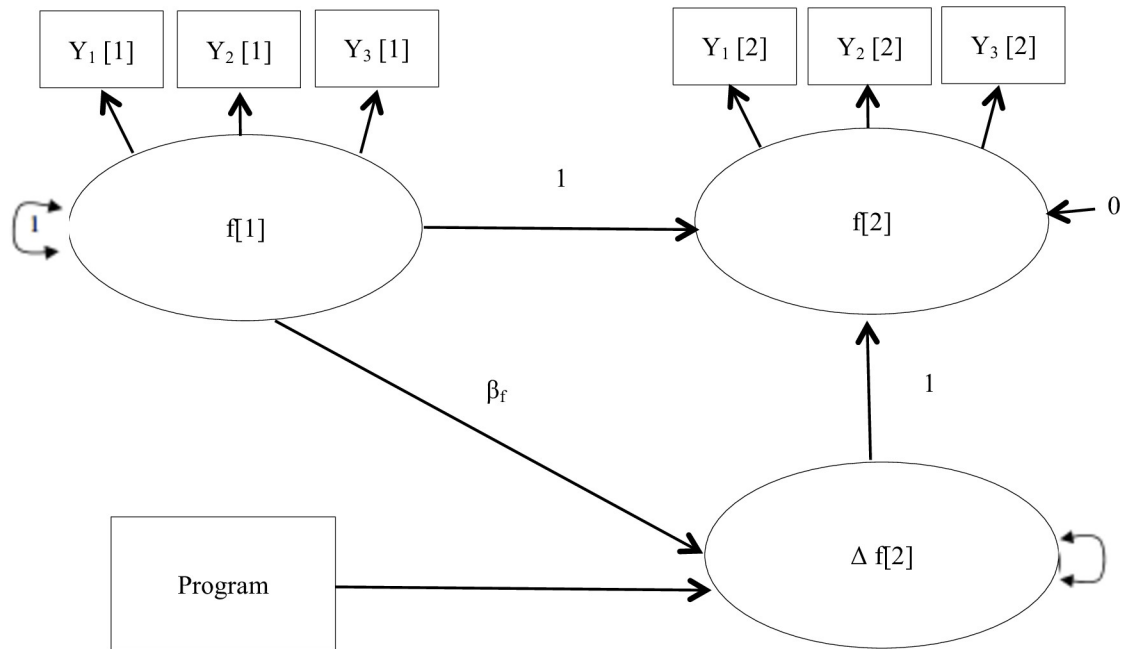 Y₁ [1]
Y₂ [1]
Y₃ [1]
Y₁ [2]
Y₂ [2]
Y₃ [2]
1
f[1]
1
f[2]
0
β_f
1
Program
Δ f[2]